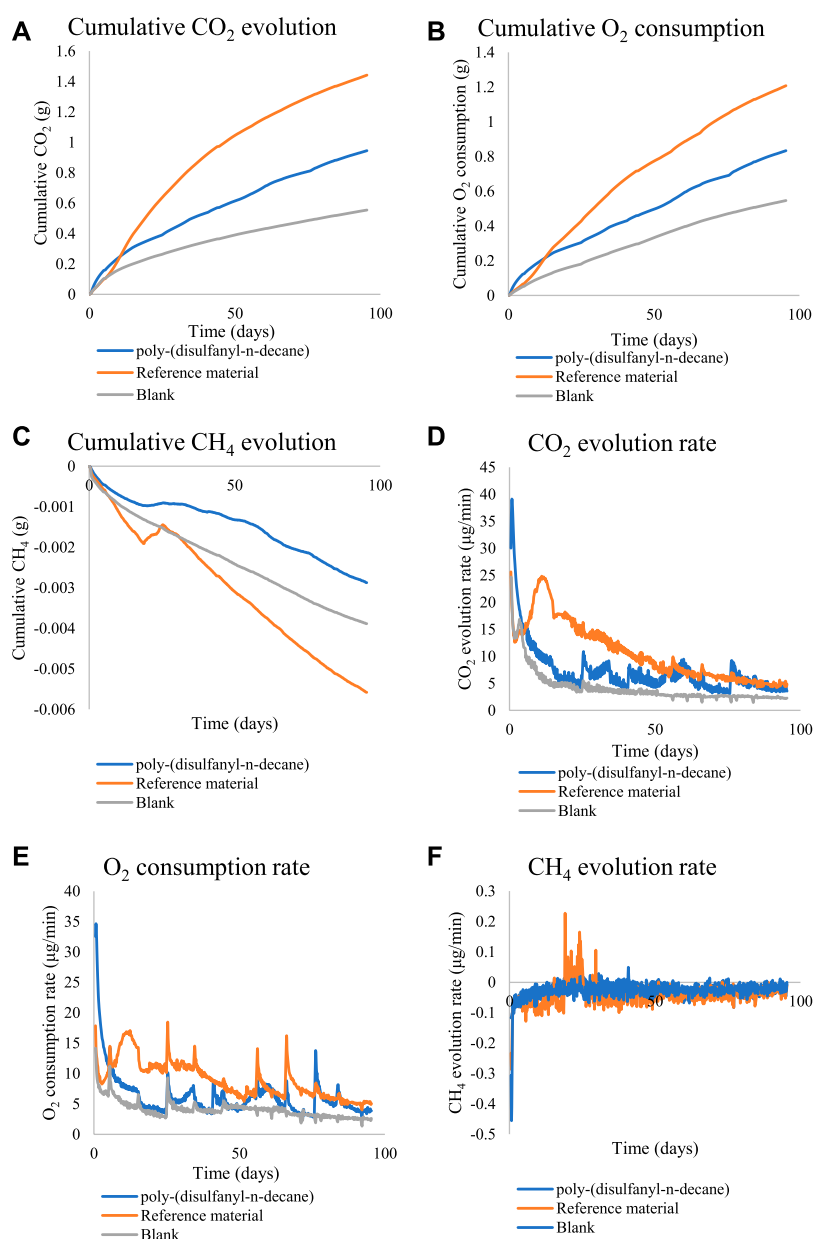 A
Cumulative CO₂ evolution
Cumulative CO₂ (g)
1.6
1.4
1.2
1
0.8
0.6
0.4
0.2
0
0
50
100
Time (days)
poly-(disulfanyl-n-decane)
Reference material
Blank
B
Cumulative O₂ consumption
Cumulative O₂ consumption (g)
1.4
1.2
1
0.8
0.6
0.4
0.2
0
0
50
100
Time (days)
poly-(disulfanyl-n-decane)
Reference material
Blank
C
Cumulative CH₄ evolution
Cumulative CH₄ (g)
0
-0.001
-0.002
-0.003
-0.004
-0.005
-0.006
0
50
100
Time (days)
poly-(disulfanyl-n-decane)
Reference material
Blank
D
CO₂ evolution rate
CO₂ evolution rate (µg/min)
45
40
35
30
25
20
15
10
5
0
0
50
100
Time (days)
poly-(disulfanyl-n-decane)
Reference material
Blank
E
O₂ consumption rate
O₂ consumption rate (µg/min)
40
35
30
25
20
15
10
5
0
0
50
100
Time (days)
poly-(disulfanyl-n-decane)
Reference material
Blank
F
CH₄ evolution rate
CH₄ evolution rate (µg/min)
0.3
0.2
0.1
0
-0.1
-0.2
-0.3
-0.4
-0.5
0
50
100
Time (days)
poly-(disulfanyl-n-decane)
Reference material
Blank